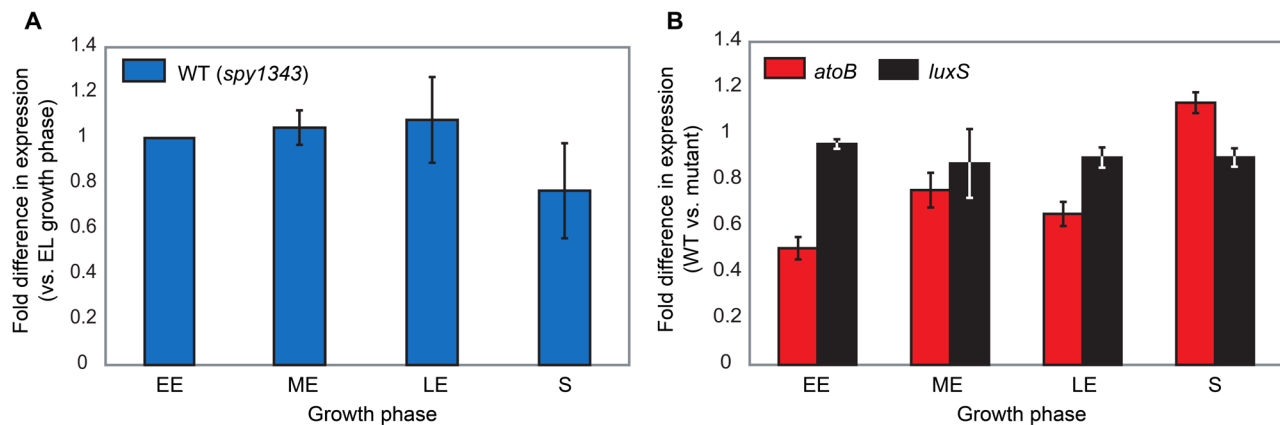 A
Fold difference in expression
(vs. EL growth phase)
1.4
1.2
1
0.8
0.6
0.4
0.2
0
WT (spy1343)
EE ME LE S
Growth phase
B
Fold difference in expression
(WT vs. mutant)
1.4
1.2
1
0.8
0.6
0.4
0.2
0
atoB luxS
EE ME LE S
Growth phase